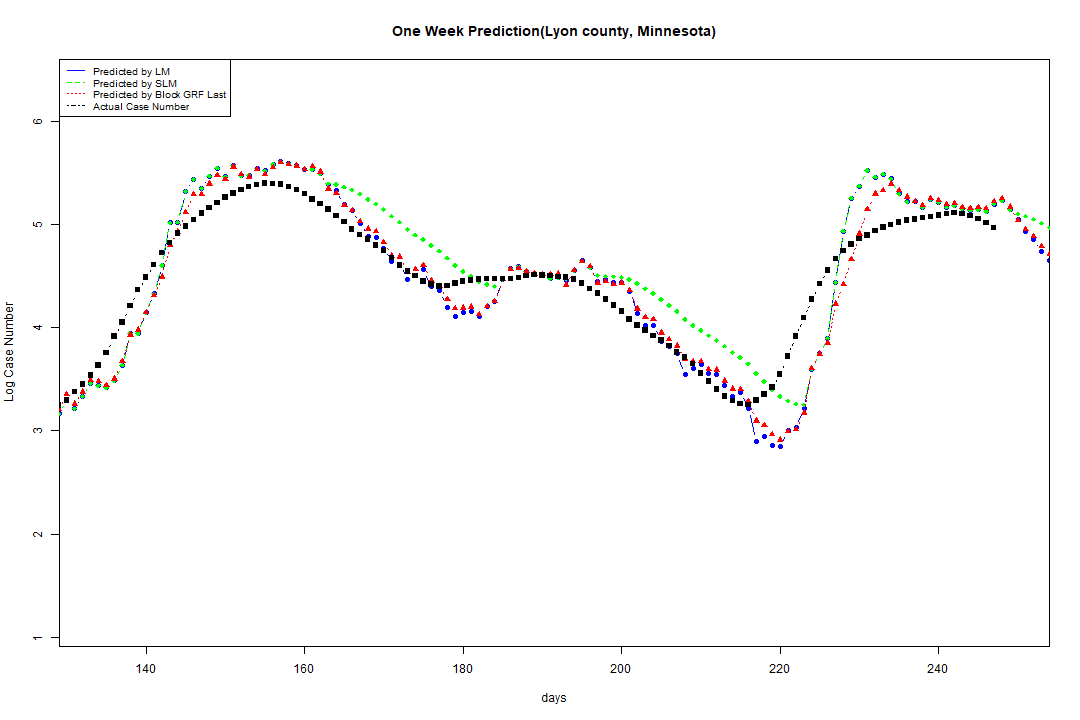 One Week Prediction(Lyon county, Minnesota)
Predicted by LM
Predicted by SLM
Predicted by Block GRF Last
Actual Case Number
Log Case Number
6
5
4
3
2
1
140 160 180 200 220 240
days